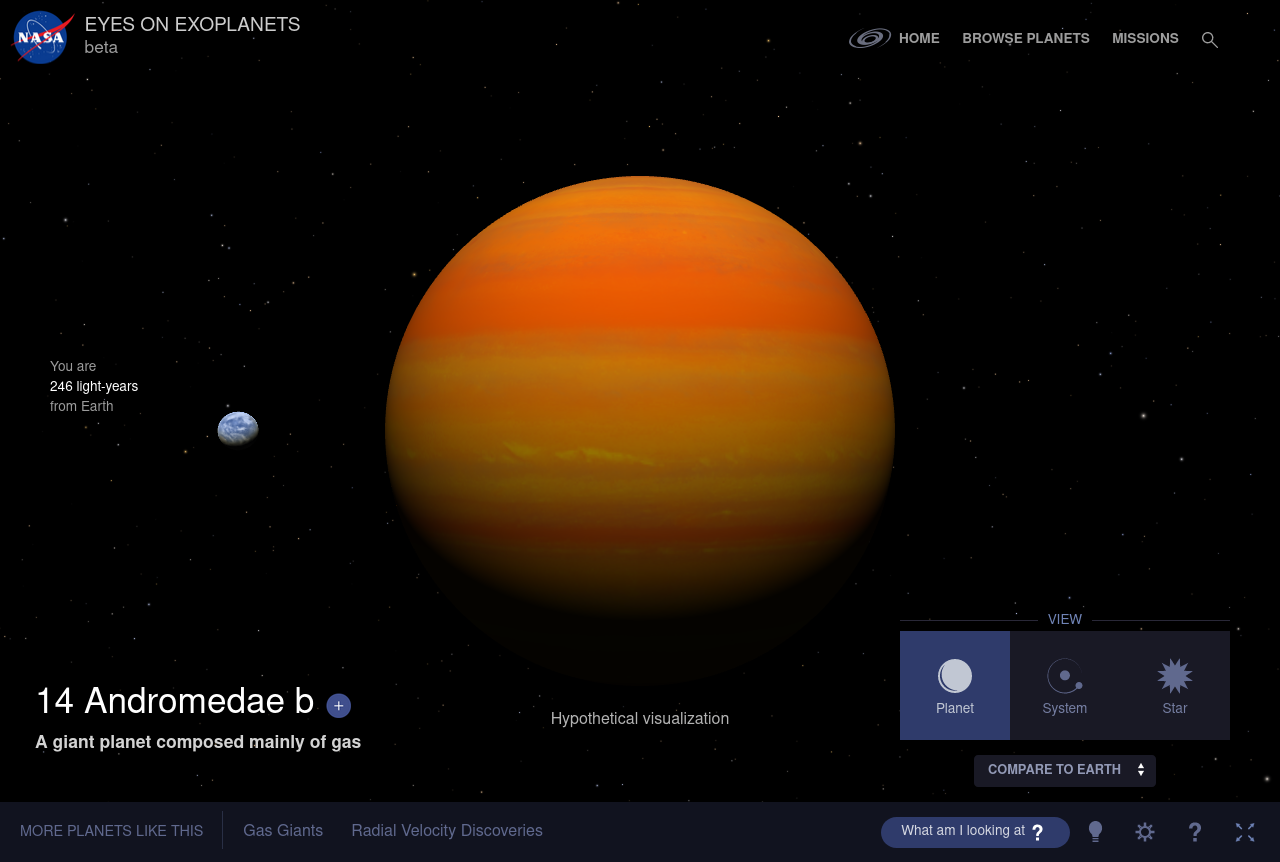 NASA
EYES ON EXOPLANETS
beta
HOME
BROWSE PLANETS
MISSIONS
You are
246 light-years
from Earth
VIEW
Planet
System
Star
14 Andromedae b +
A giant planet composed mainly of gas
Hypothetical visualization
COMPARE TO EARTH
MORE PLANETS LIKE THIS
Gas Giants
Radial Velocity Discoveries
What am I looking at ?
?